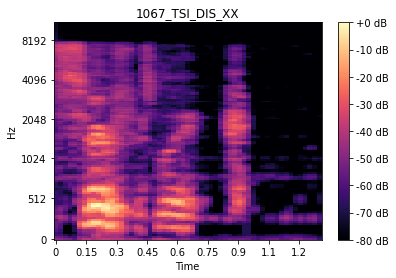 1067_TSI_DIS_XX
8192
4096
2048
1024
512
0
Hz
0 0.15 0.3 0.45 0.6 0.75 0.9 1.1 1.2
Time
+0 dB
-10 dB
-20 dB
-30 dB
-40 dB
-50 dB
-60 dB
-70 dB
-80 dB